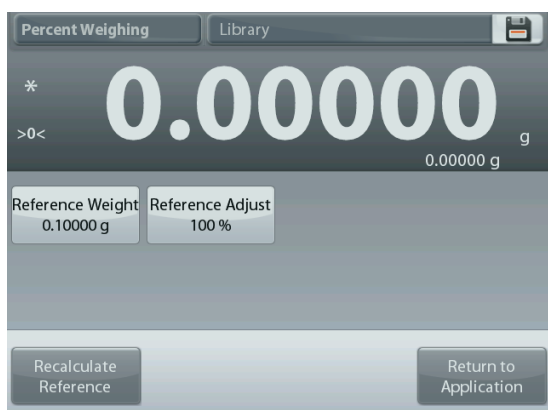 Percent Weighing
Library
*
0.00000 g
>0<
0.00000 g
Reference Weight
0.10000 g
Reference Adjust
100 %
Recalculate
Reference
Return to
Application